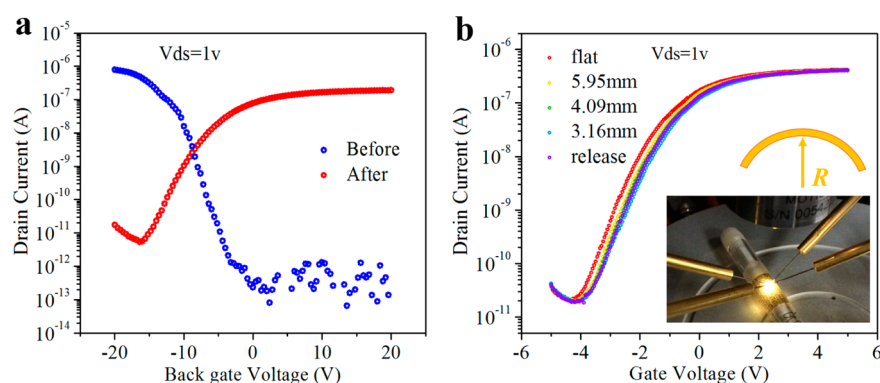 a
Vds=1v
10^-5
10^-6
10^-7
10^-8
10^-9
10^-10
10^-11
10^-12
10^-13
10^-14
Drain Current (A)
Before
After
-20
-10
0
10
20
Back gate Voltage (V)
b
Vds=1v
10^-6
10^-7
10^-8
10^-9
10^-10
10^-11
Drain Current (A)
flat
5.95mm
4.09mm
3.16mm
release
R
-6
-4
-2
0
2
4
6
Gate Voltage (V)